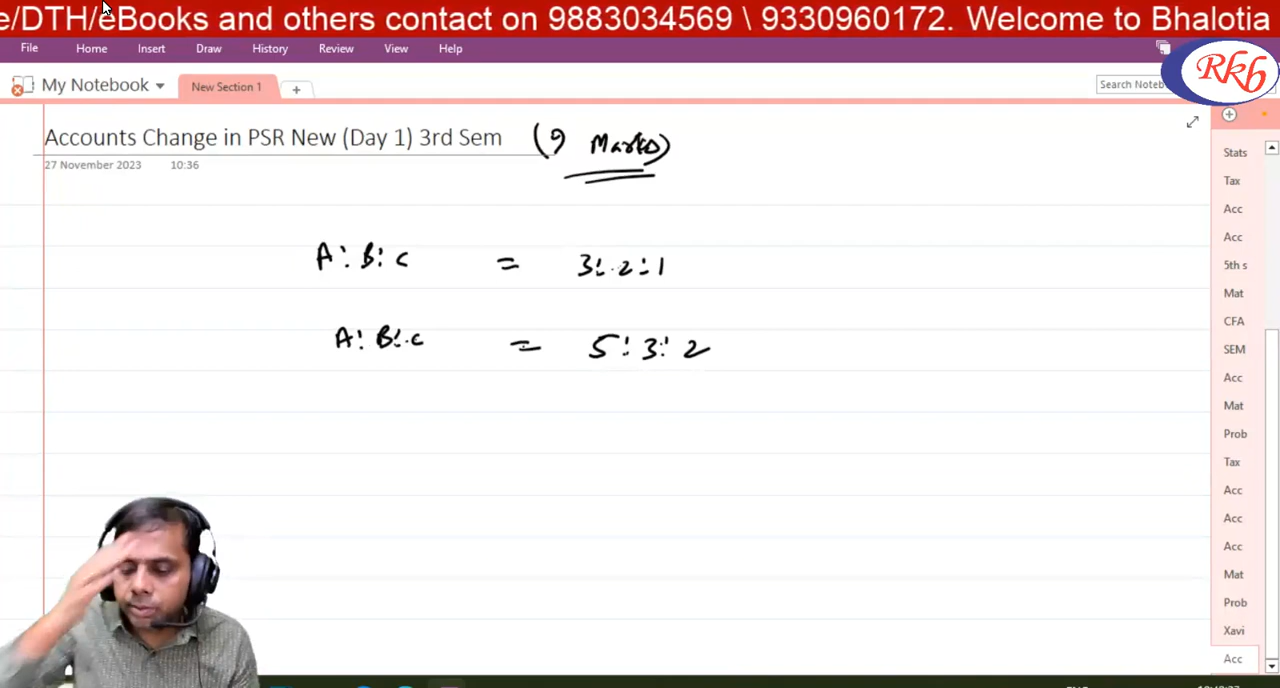 e/DTH/eBooks and others contact on 9883034569 \ 9330960172. Welcome to Bhalotia
File Home Insert Draw History Review View Help
Rkb
My Notebook New Section 1 + Search Noteb
Accounts Change in PSR New (Day 1) 3rd Sem (9 Marks)
27 November 2023 10:36
A:B:C = 3:2:1
A:B:C = 5:3:2
Stats
Tax
Acc
Acc
5th s
Mat
CFA
SEM
Acc
Mat
Prob
Tax
Acc
Acc
Acc
Mat
Prob
Xavi
Acc